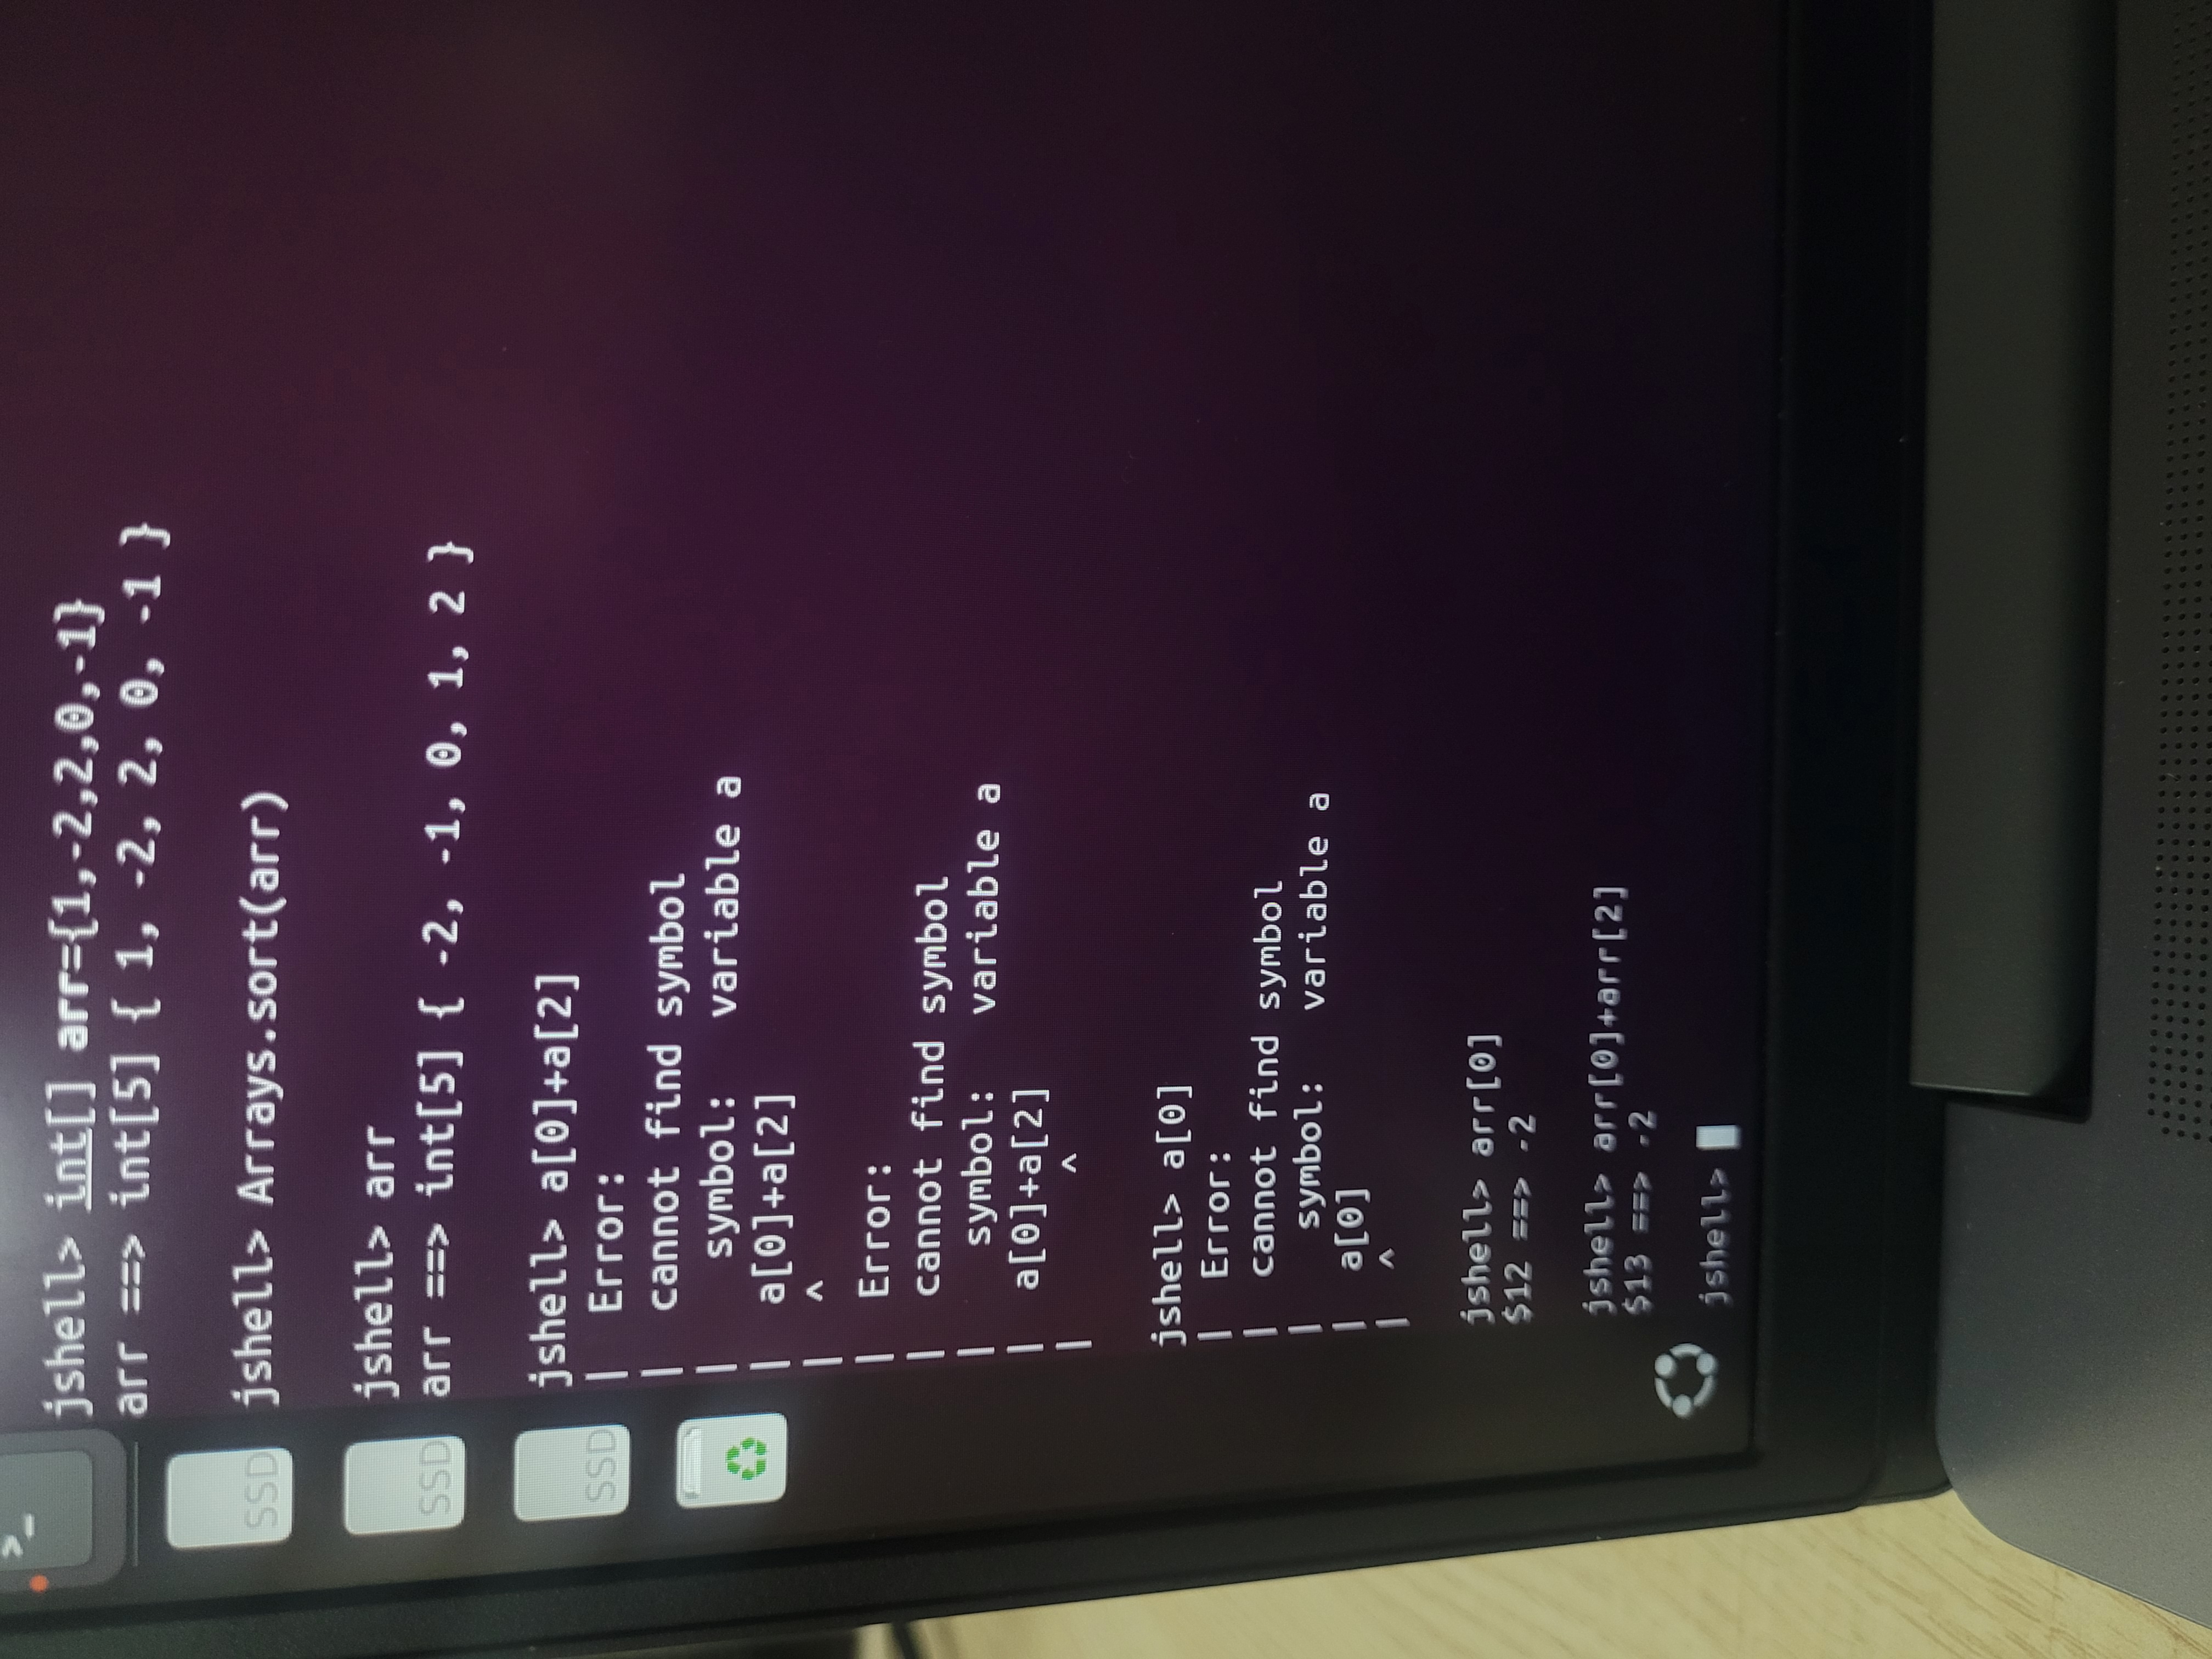 >_
jshell> int[] arr={1,-2,2,0,-1}
arr ==> int[5] { 1, -2, 2, 0, -1 }
jshell> Arrays.sort(arr)
jshell> arr
arr ==> int[5] { -2, -1, 0, 1, 2 }
jshell> a[0]+a[2]
|  Error:
|  cannot find symbol
|    symbol:   variable a
|  a[0]+a[2]
|  ^
|  Error:
|  cannot find symbol
|    symbol:   variable a
|  a[0]+a[2]
|       ^
jshell> a[0]
|  Error:
|  cannot find symbol
|    symbol:   variable a
|  a[0]
|  ^
jshell> arr[0]
$12 ==> -2
jshell> arr[0]+arr[2]
$13 ==> -2
jshell>
SSD
SSD
SSD